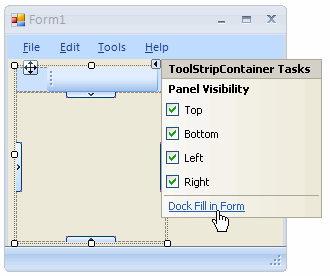 Form1
File Edit Tools Help
ToolStripContainer Tasks
Panel Visibility
Top
Bottom
Left
Right
Dock Fill in Form